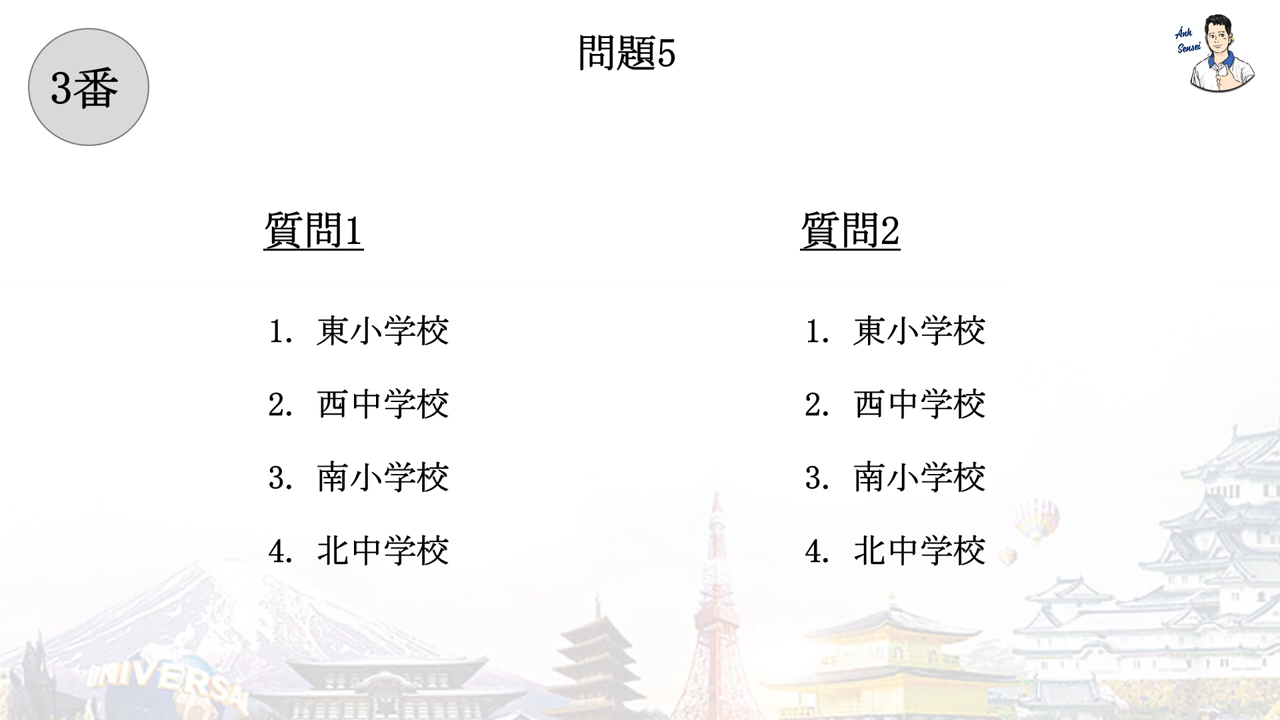 3番
問題5
Ánh
Sensei
質問1
1. 東小学校
2. 西中学校
3. 南小学校
4. 北中学校
質問2
1. 東小学校
2. 西中学校
3. 南小学校
4. 北中学校
UNIVERSAL